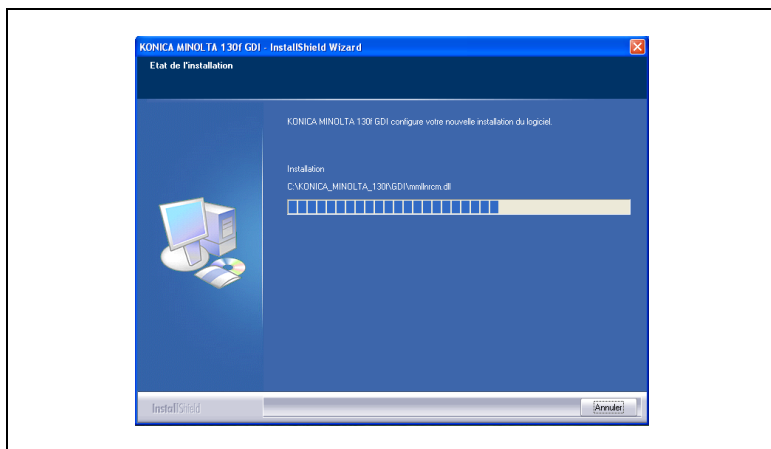 KONICA MINOLTA 130f GDI - InstallShield Wizard
Etat de l'installation
KONICA MINOLTA 130f GDI configure votre nouvelle installation du logiciel.
Installation
C:\KONICA_MINOLTA_130f\GDI\mmlnrcm.dll
InstallShield
Annuler